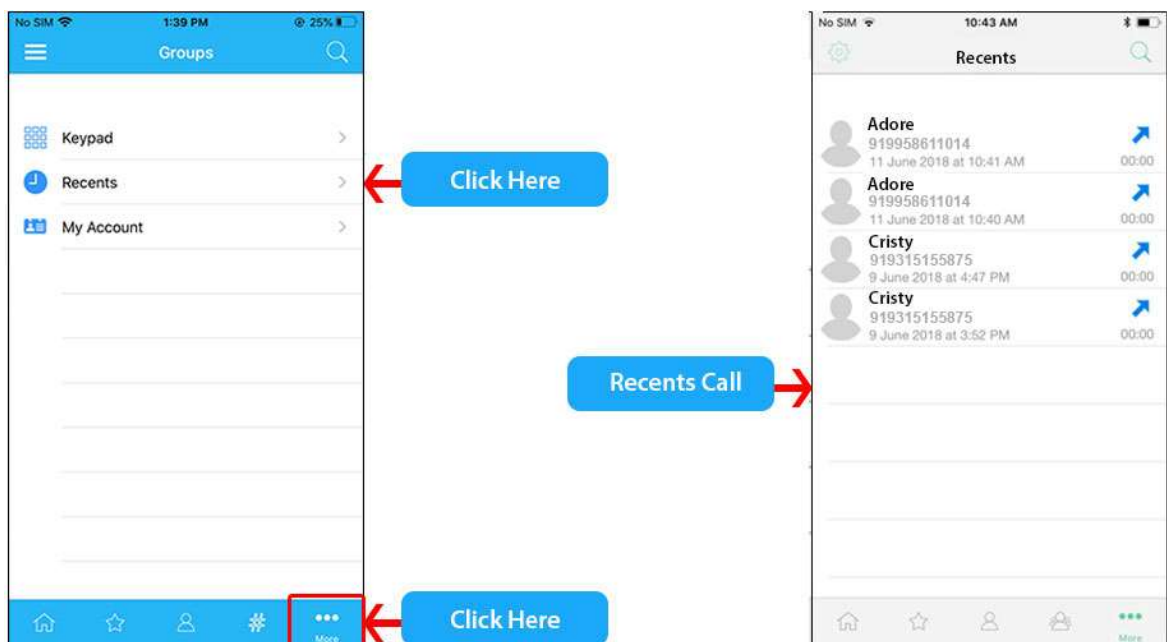 No SIM 1:39 PM 25%
Groups
Keypad
Recents
My Account
#
More
Click Here
Click Here
Recents Call
No SIM 10:43 AM
Recents
Adore
919958611014
11 June 2018 at 10:41 AM 00:00
Adore
919958611014
11 June 2018 at 10:40 AM 00:00
Cristy
919315155875
9 June 2018 at 4:47 PM 00:00
Cristy
919315155875
9 June 2018 at 3:52 PM 00:00
More